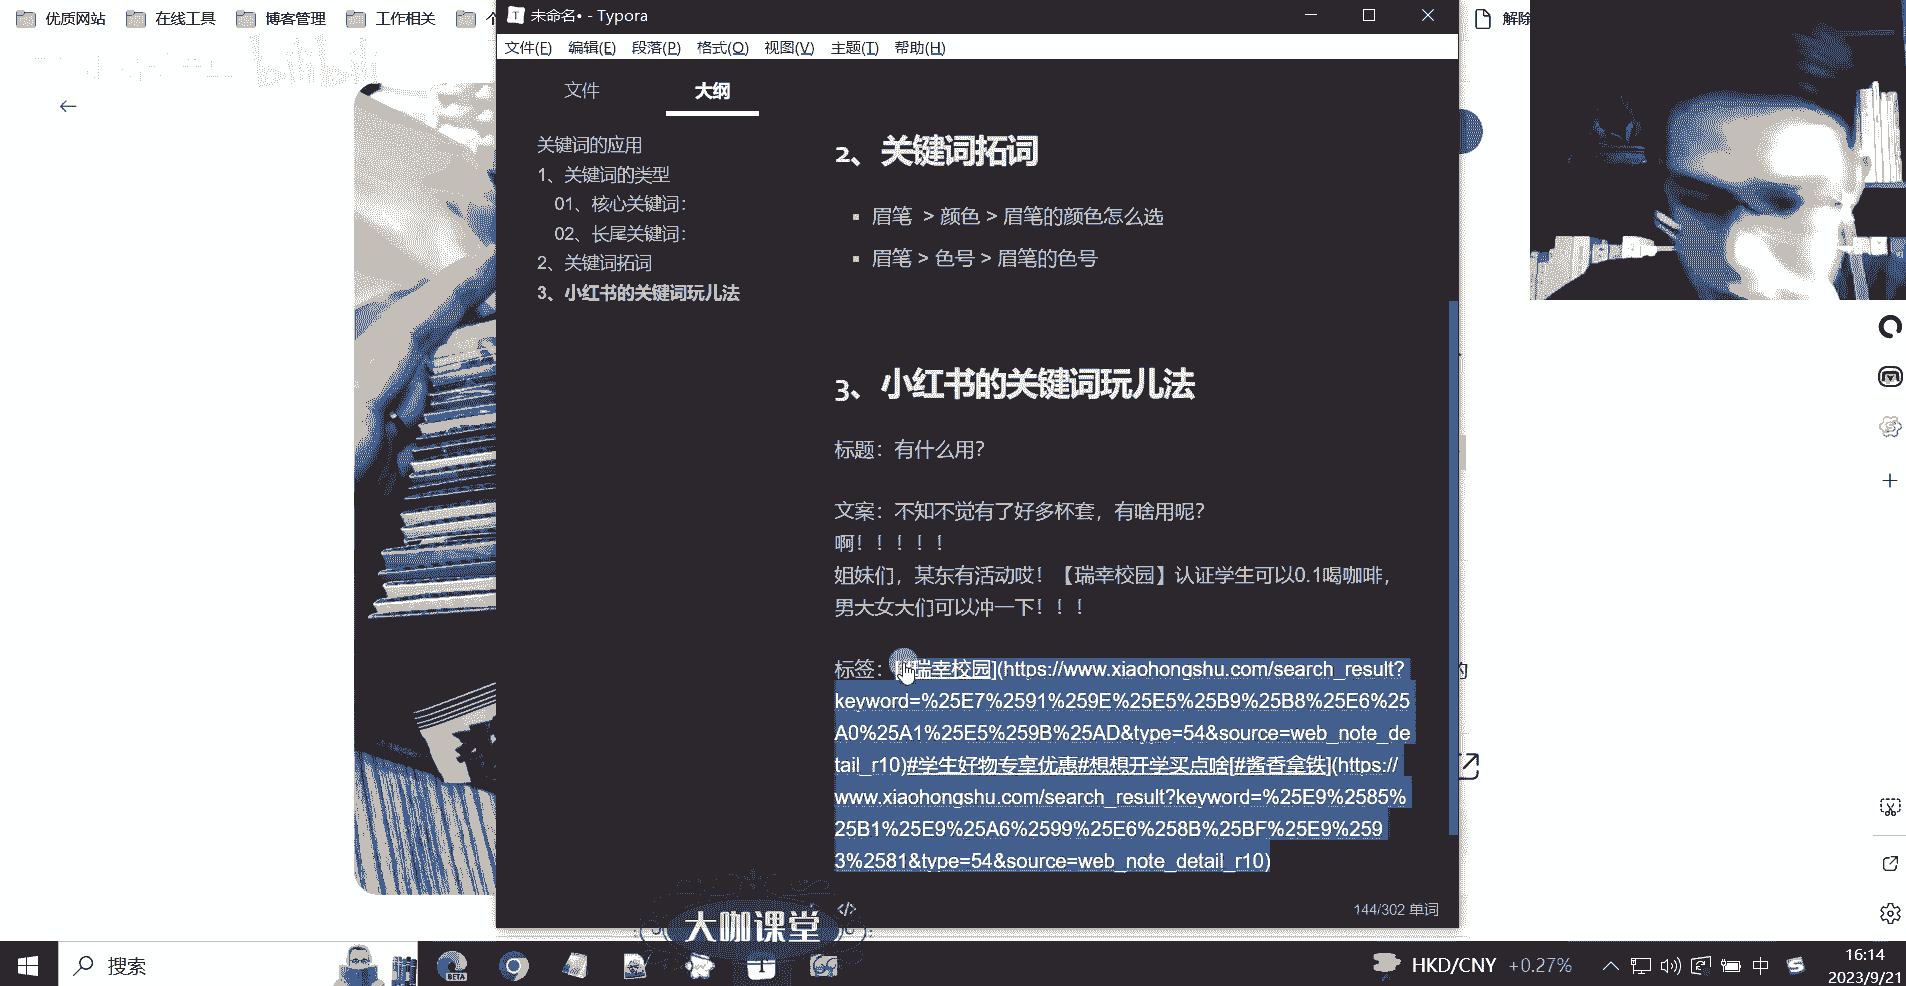 优质网站
在线工具
博客管理
工作相关
未命名• - Typora
解除
文件(F) 编辑(E) 段落(P) 格式(O) 视图(V) 主题(T) 帮助(H)
bilibili
文件
大纲
关键词的应用
1、关键词的类型
01、核心关键词：
02、长尾关键词：
2、关键词拓词
3、小红书的关键词玩儿法
2、关键词拓词
眉笔 > 颜色 > 眉笔的颜色怎么选
眉笔 > 色号 > 眉笔的色号
3、小红书的关键词玩儿法
标题：有什么用？
文案：不知不觉有了好多杯套，有啥用呢？
啊！！！！！
姐妹们，某东有活动哎！【瑞幸校园】认证学生可以0.1喝咖啡，
男大女大们可以冲一下！！！
标签：瑞幸校园](https://www.xiaohongshu.com/search_result?
keyword=%25E7%2591%259E%25E5%25B9%25B8%25E6%25
A0%25A1%25E5%259B%25AD&type=54&source=web_note_de
tail_r10)#学生好物专享优惠#想想开学买点啥[#酱香拿铁](https://
www.xiaohongshu.com/search_result?keyword=%25E9%2585%
25B1%25E9%25A6%2599%25E6%258B%25BF%25E9%259
3%2581&type=54&source=web_note_detail_r10)
的
</>
144/302 单词
大咖课堂
搜索
BETA
HKD/CNY +0.27%
中
16:14
2023/9/21